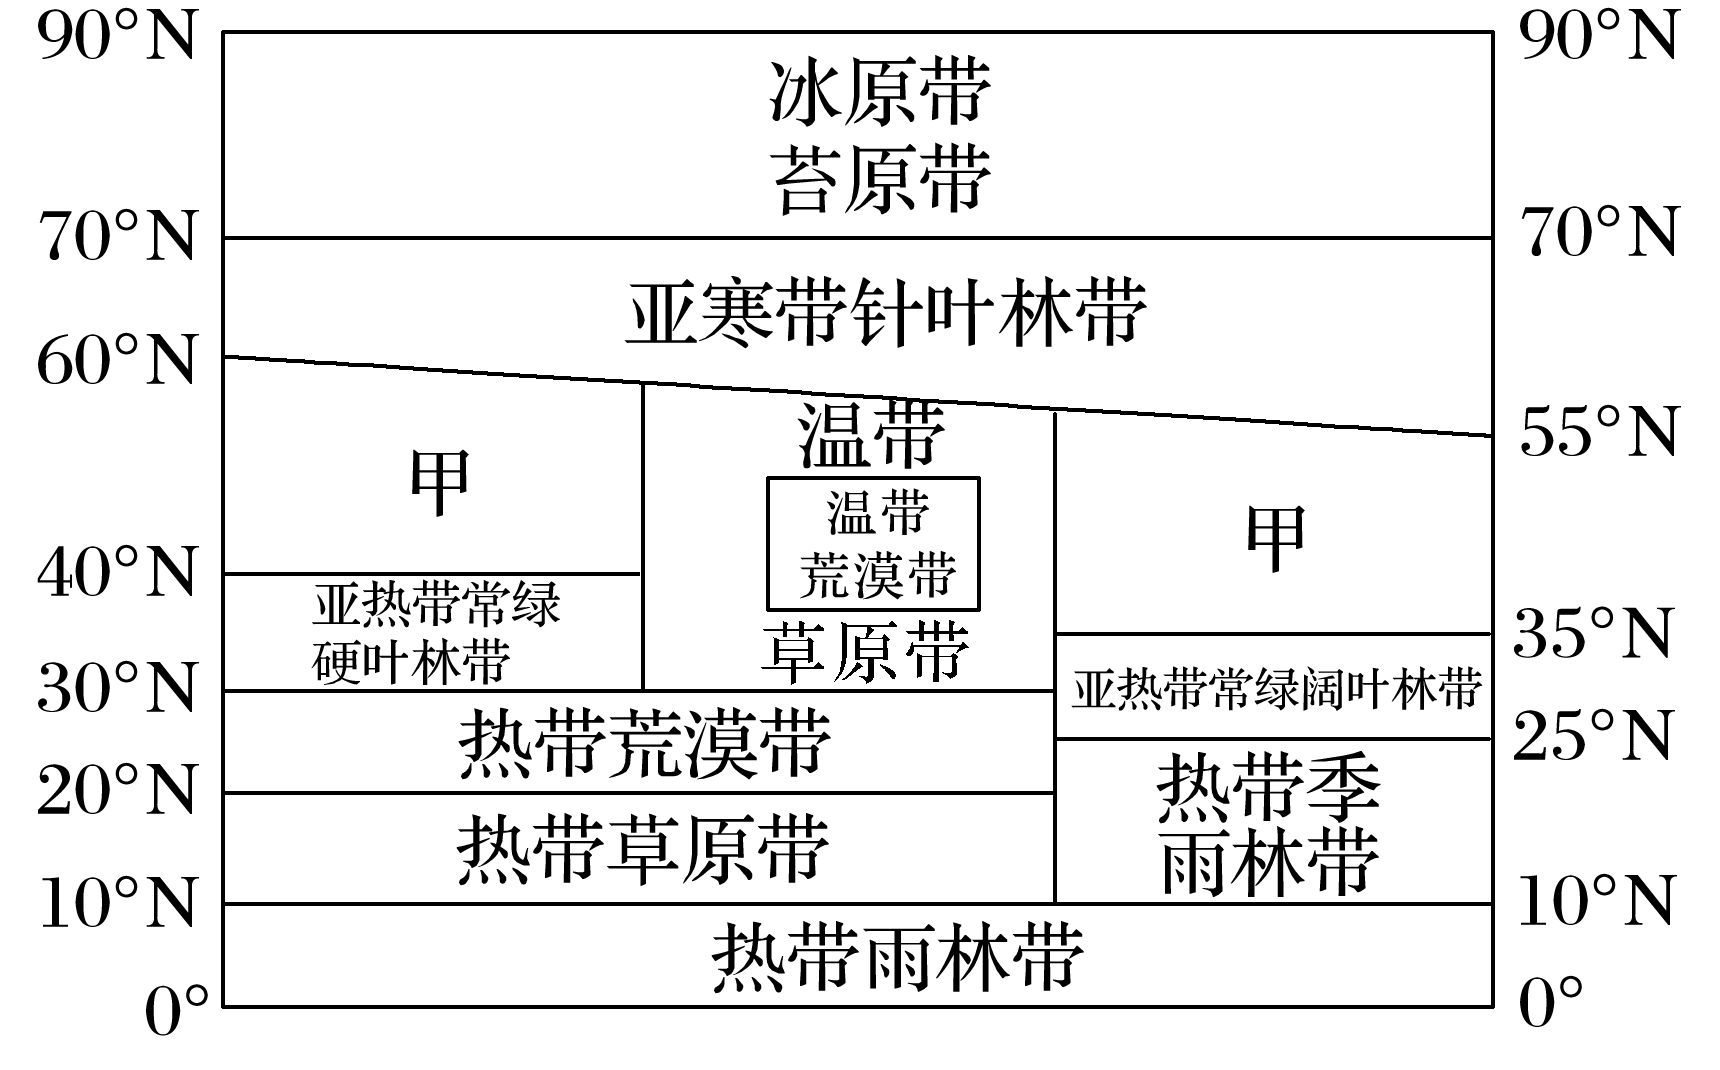 90°N
90°N
冰原带
苔原带
70°N
70°N
亚寒带针叶林带
60°N
55°N
甲
温带
温带
荒漠带
草原带
甲
40°N
亚热带常绿
硬叶林带
35°N
30°N
亚热带常绿阔叶林带
热带荒漠带
25°N
20°N
热带季
雨林带
热带草原带
10°N
10°N
热带雨林带
0°
0°